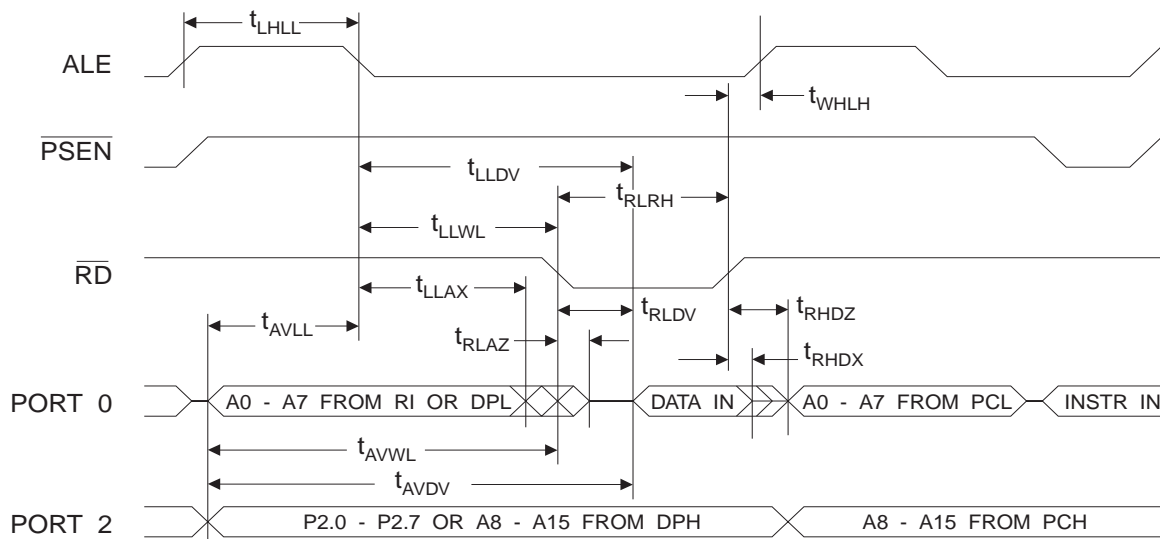 tLHLL
ALE
tWHLH
PSEN
tLLDV
tRLRH
tLLWL
RD
tLLAX
tRLDV
tRHDZ
tAVLL
tRLAZ
tRHDX
PORT 0
A0 - A7 FROM RI OR DPL
DATA IN
A0 - A7 FROM PCL
INSTR IN
tAVWL
tAVDV
PORT 2
P2.0 - P2.7 OR A8 - A15 FROM DPH
A8 - A15 FROM PCH